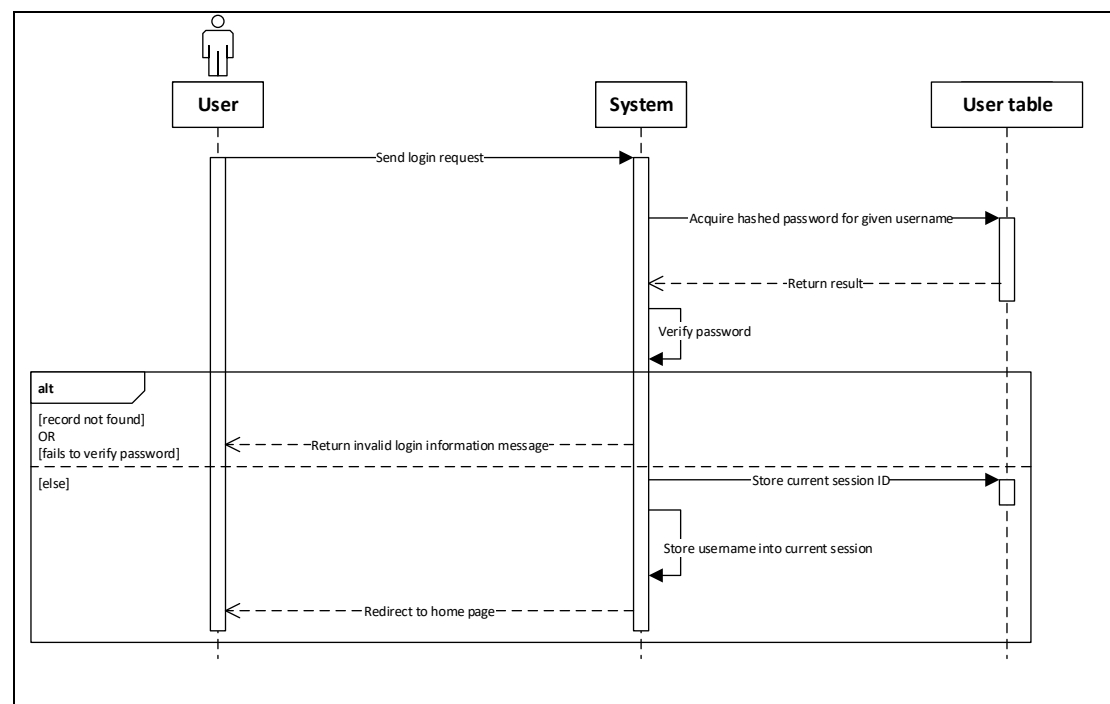 User
System
User table
Send login request
Acquire hashed password for given username
Return result
Verify password
alt
[record not found]
OR
[fails to verify password]
Return invalid login information message
[else]
Store current session ID
Store username into current session
Redirect to home page